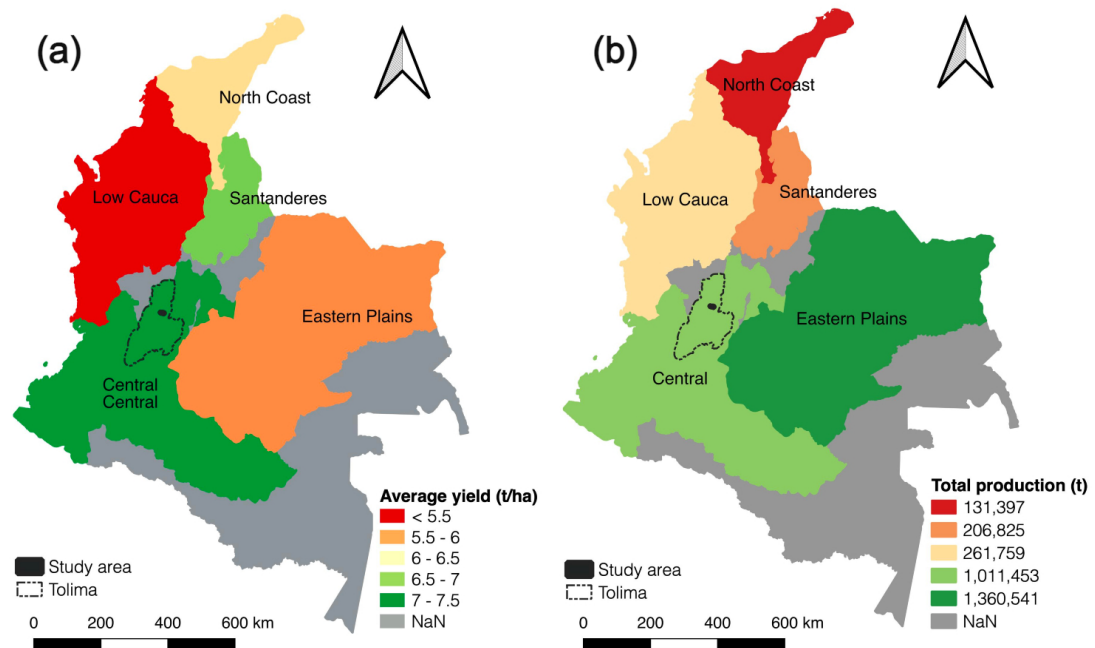 (a)
North Coast
Low Cauca
Santanderes
Eastern Plains
Central
Central
Average yield (t/ha)
< 5.5
5.5 - 6
6 - 6.5
6.5 - 7
7 - 7.5
NaN
Study area
Tolima
0 200 400 600 km
(b)
North Coast
Low Cauca
Santanderes
Eastern Plains
Central
Total production (t)
131,397
206,825
261,759
1,011,453
1,360,541
NaN
Study area
Tolima
0 200 400 600 km